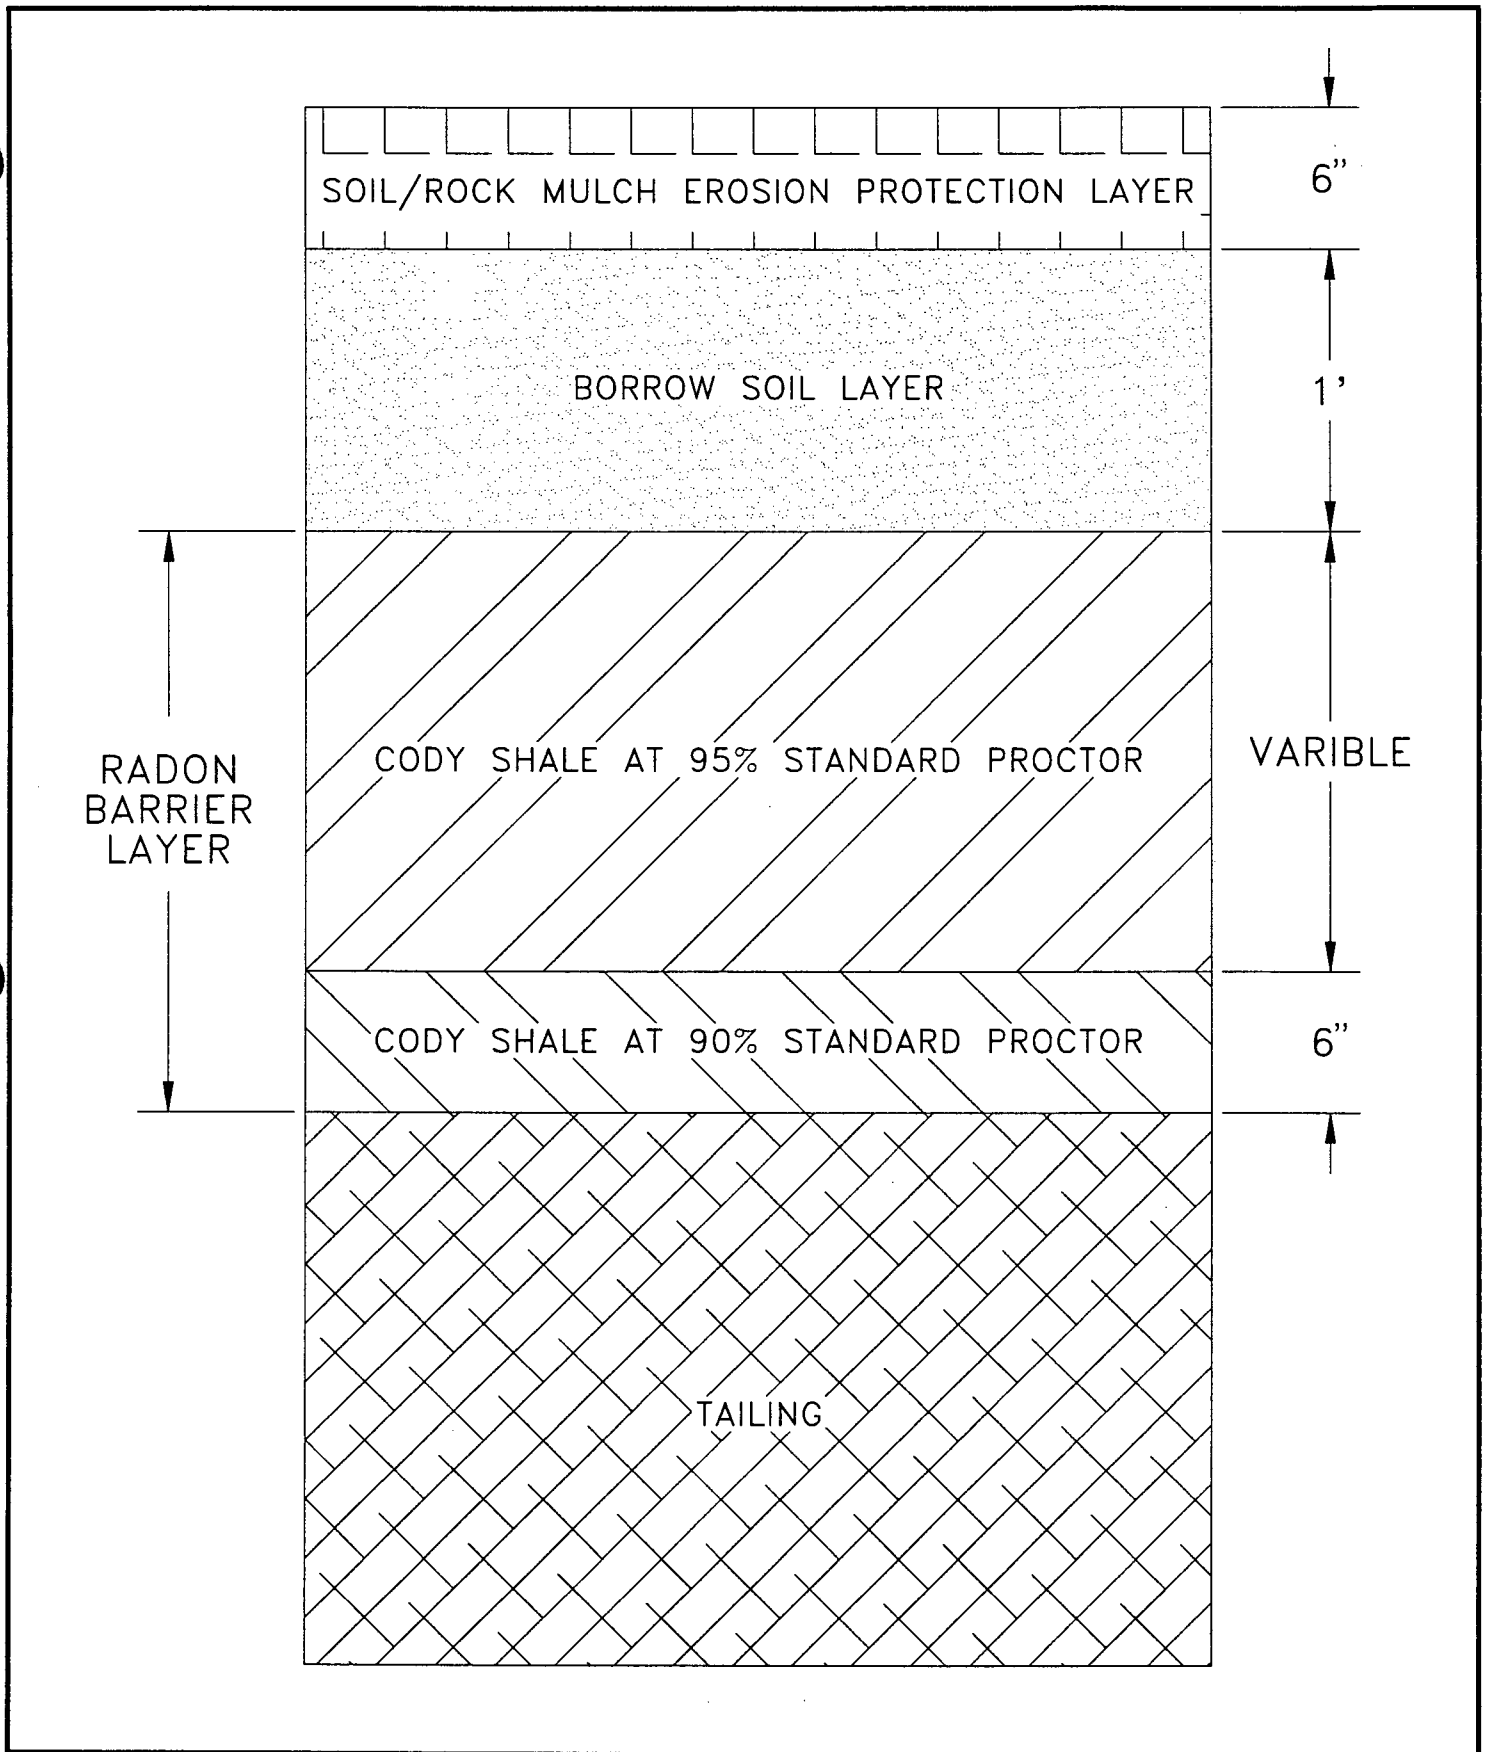 SOIL/ROCK MULCH EROSION PROTECTION LAYER
6"
BORROW SOIL LAYER
1'
RADON
BARRIER
LAYER
CODY SHALE AT 95% STANDARD PROCTOR
VARIBLE
CODY SHALE AT 90% STANDARD PROCTOR
6"
TAILING